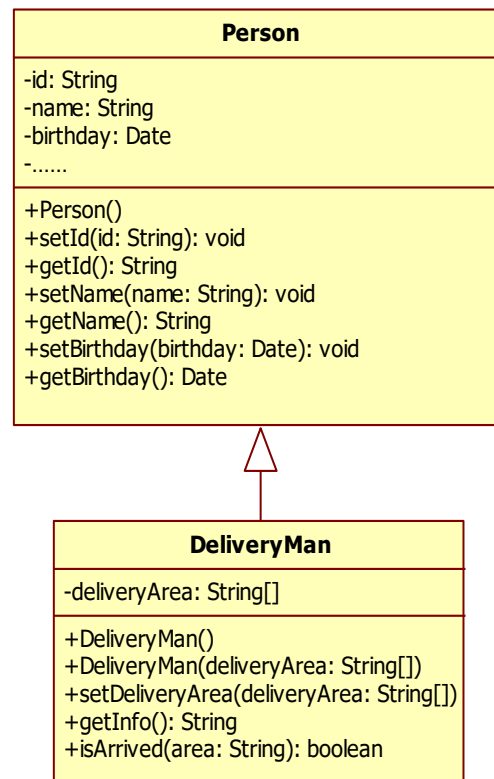 Person
-id: String
-name: String
-birthday: Date
-......
+Person()
+setId(id: String): void
+getId(): String
+setName(name: String): void
+getName(): String
+setBirthday(birthday: Date): void
+getBirthday(): Date
DeliveryMan
-deliveryArea: String[]
+DeliveryMan()
+DeliveryMan(deliveryArea: String[])
+setDeliveryArea(deliveryArea: String[])
+getInfo(): String
+isArrived(area: String): boolean